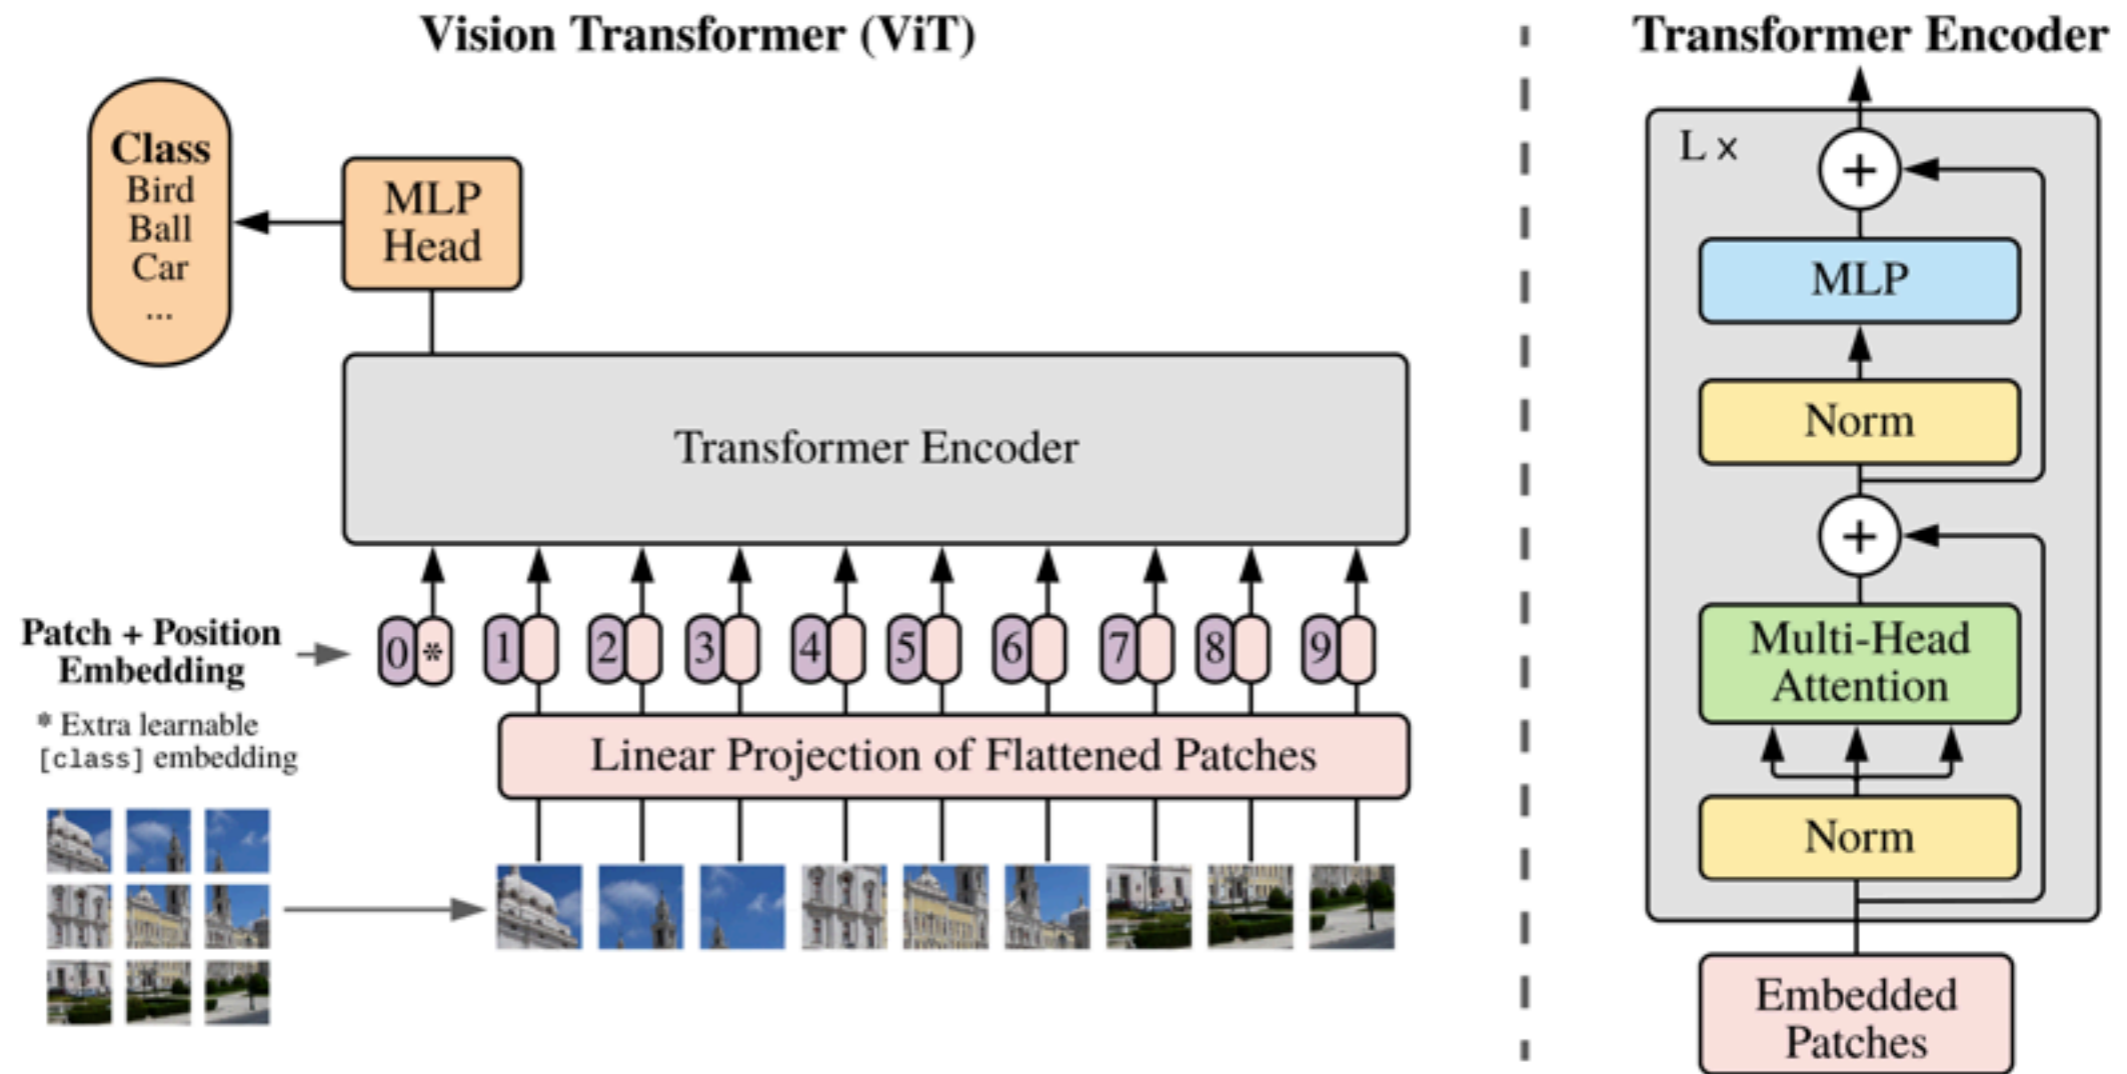 Vision Transformer (ViT)
Class
Bird
Ball
Car
...
MLP
Head
Transformer Encoder
Patch + Position
Embedding
0 * 1 2 3 4 5 6 7 8 9
* Extra learnable
[class] embedding
Linear Projection of Flattened Patches
Transformer Encoder
L ×
+
MLP
Norm
+
Multi-Head
Attention
Norm
Embedded
Patches